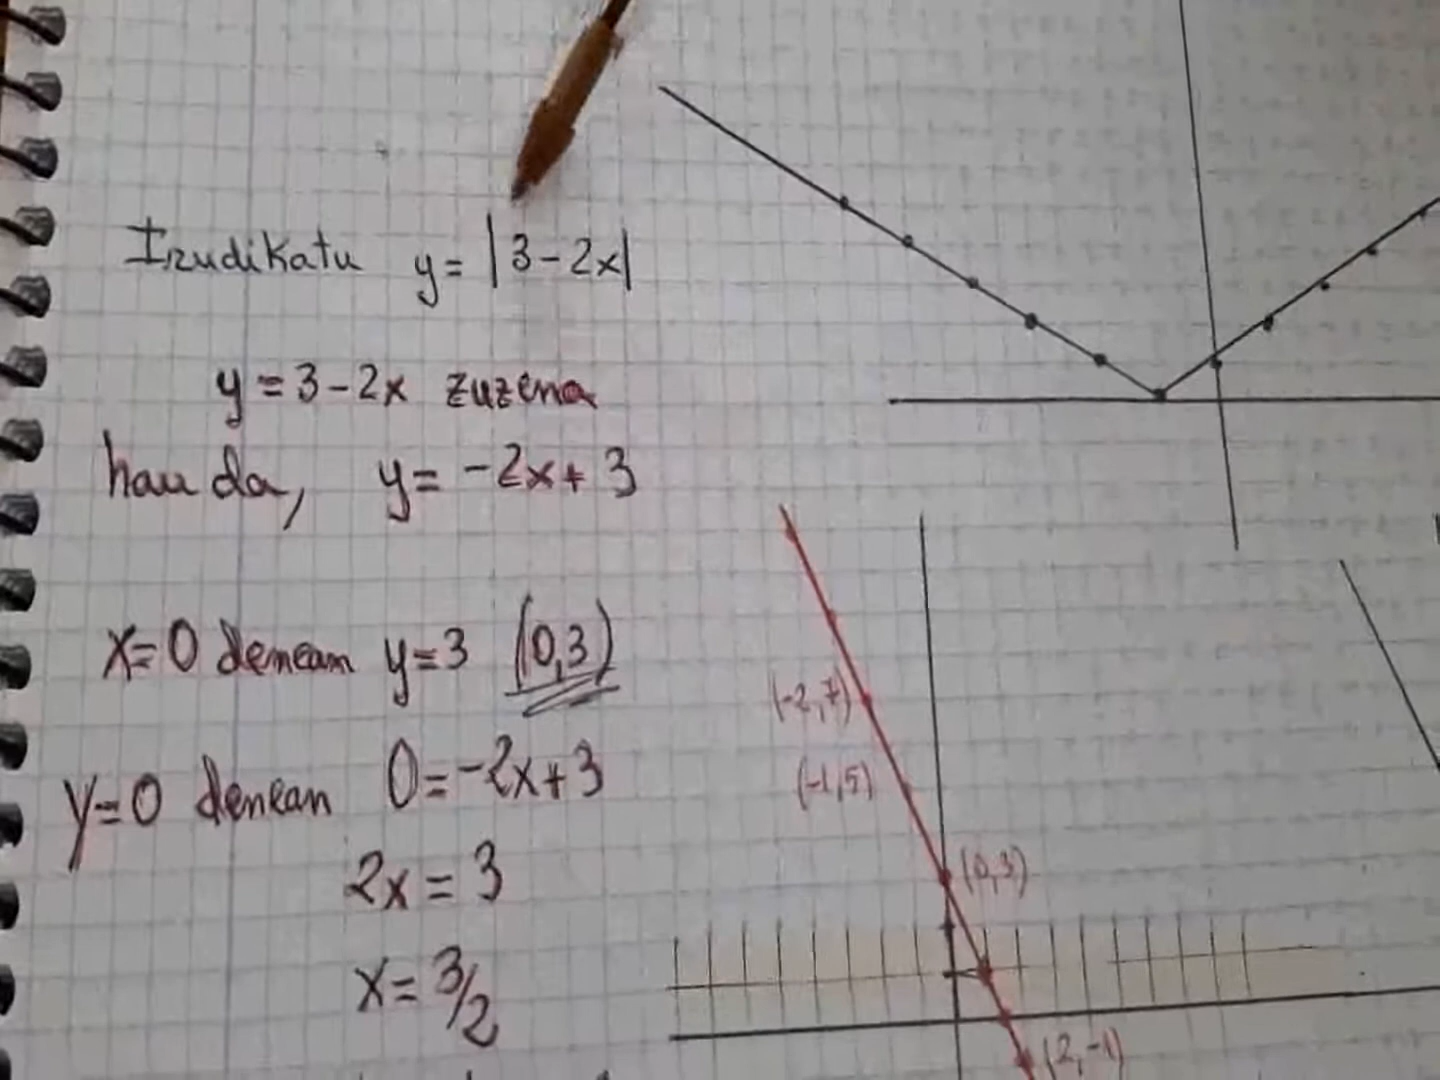 Irudikatu y = |3-2x|
y = 3-2x zuzena
hau da, y = -2x+3
x=0 denean y=3 (0,3)
y=0 denean 0=-2x+3
2x = 3
x = 3/2
(-2,7)
(-1,5)
(0,3)
(2,-1)